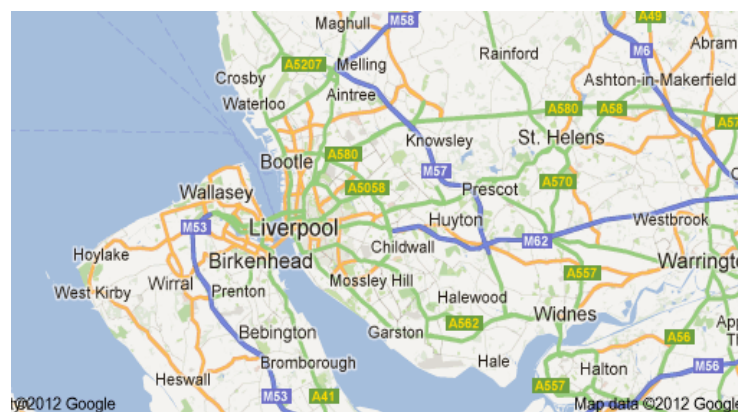 Maghull
M58
A49
Rainford
M6
Abram
A5207
Melling
Crosby
Ashton-in-Makerfield
Aintree
Waterloo
A580
A58
Knowsley
St. Helens
A580
Bootle
M57
A570
A5058
Prescot
Wallasey
Huyton
Westbrook
M53
Liverpool
M62
Childwall
Hoylake
Birkenhead
Warringt
A557
Mossley Hill
Wirral
West Kirby
Prenton
Halewood
Widnes
A562
Bebington
Garston
A56
Bromborough
Hale
Halton
M56
Heswall
A557
M53
A41
©2012 Google
Map data ©2012 Google